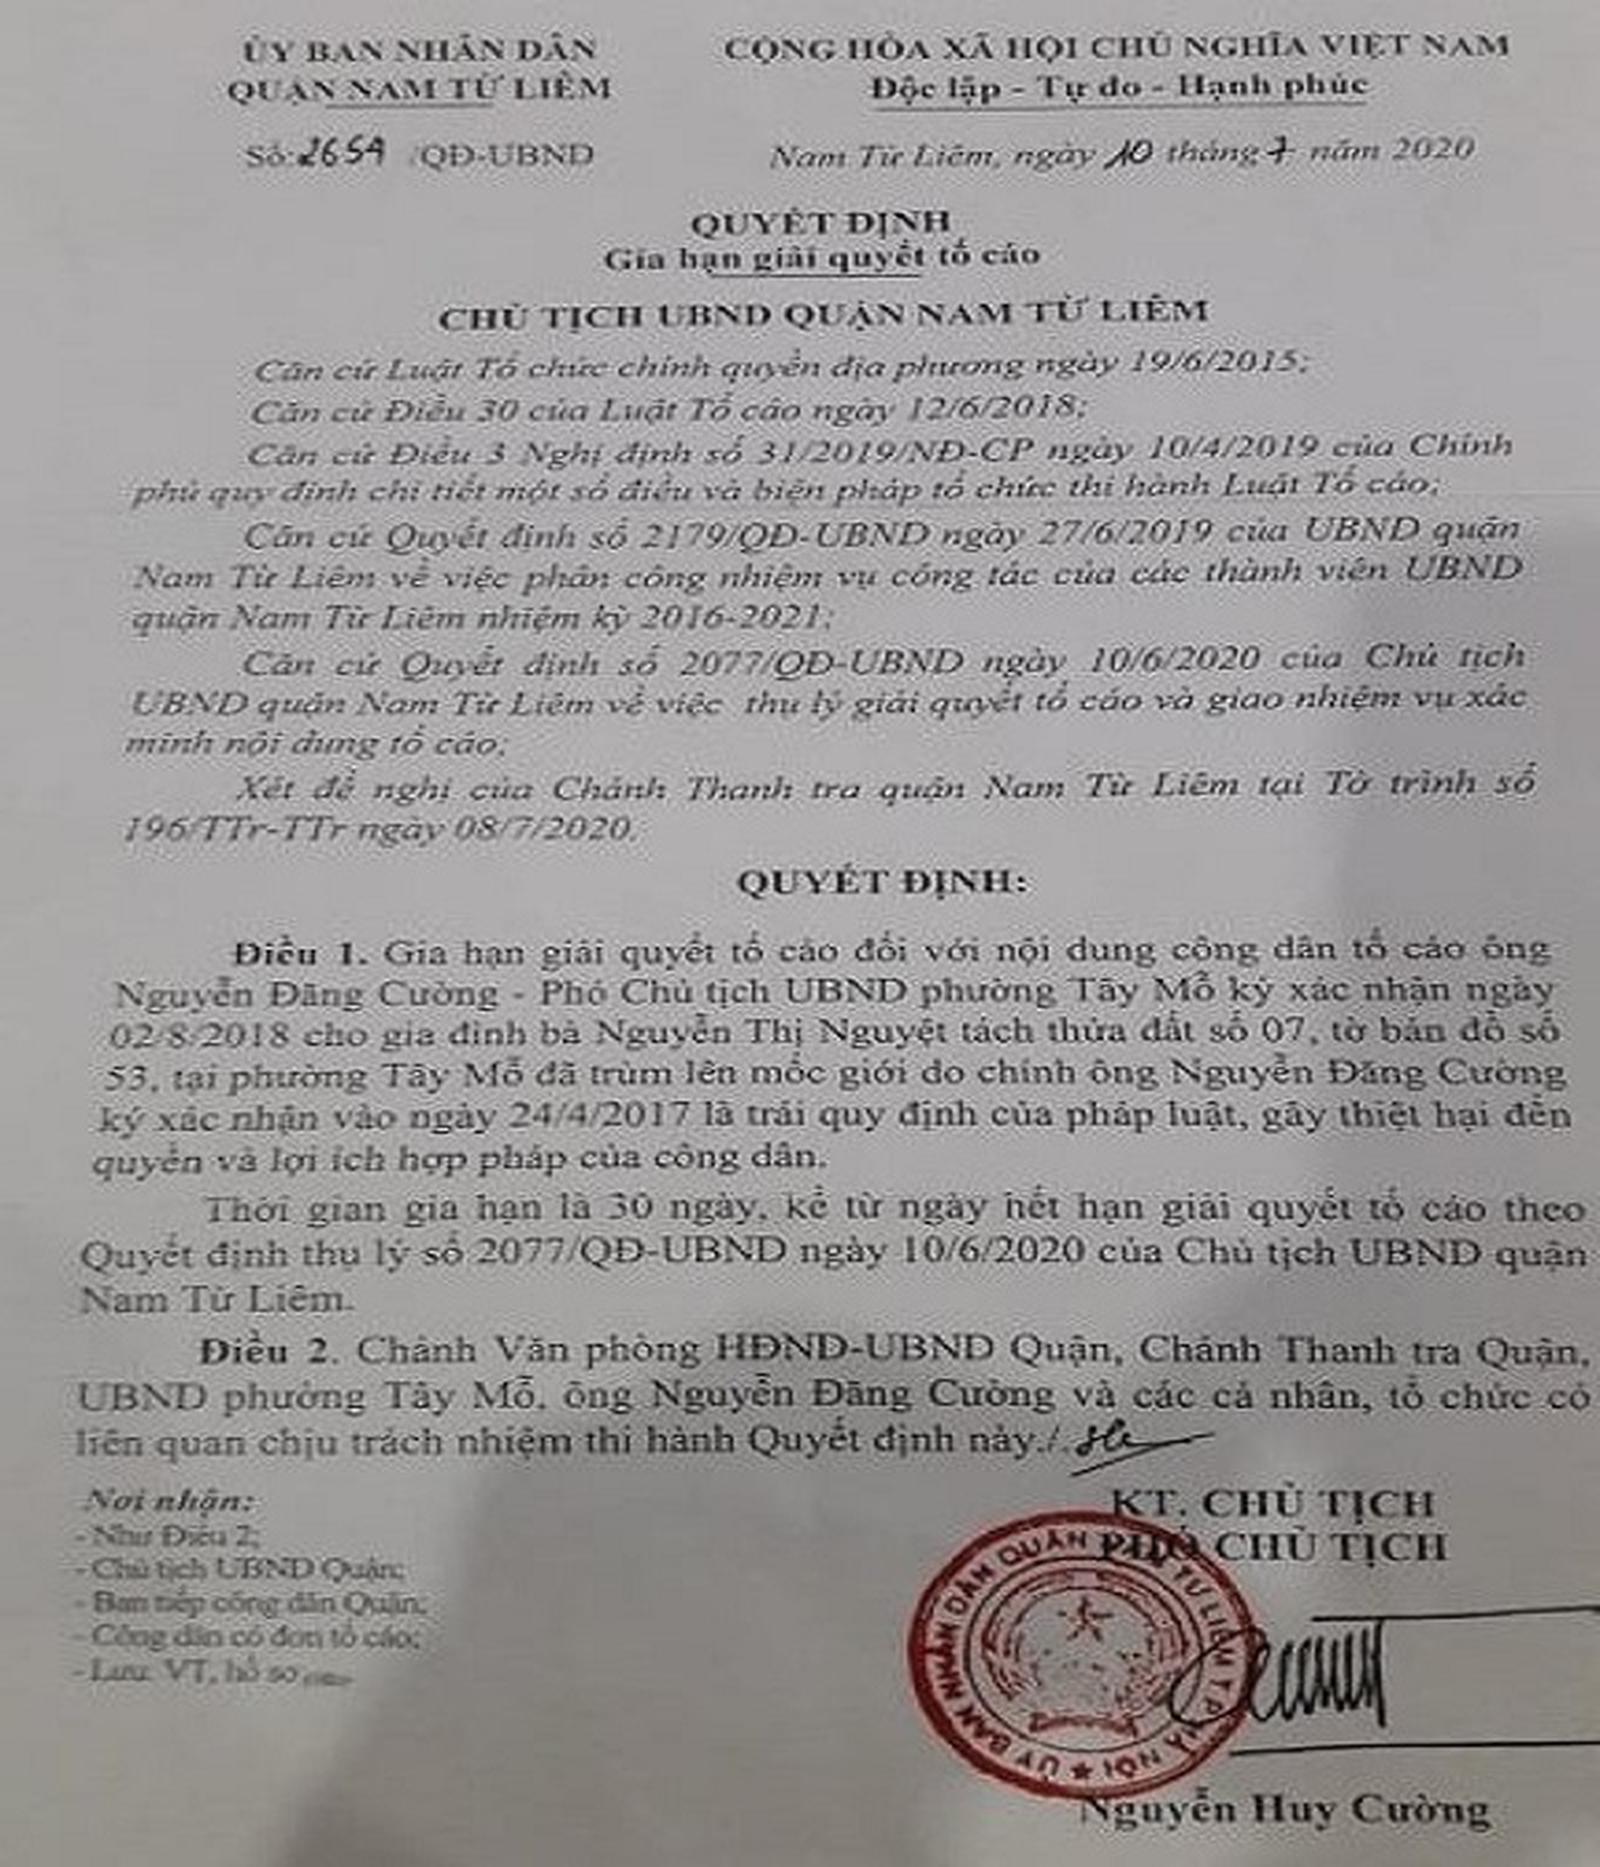 ỦY BAN NHÂN DÂN
QUẬN NAM TỪ LIÊM
CỘNG HÒA XÃ HỘI CHỦ NGHĨA VIỆT NAM
Độc lập - Tự do - Hạnh phúc
Số: 2654 /QĐ-UBND
Nam Từ Liêm, ngày 10 tháng 7 năm 2020
QUYẾT ĐỊNH
Gia hạn giải quyết tố cáo
CHỦ TỊCH UBND QUẬN NAM TỪ LIÊM
Căn cứ Luật Tổ chức chính quyền địa phương ngày 19/6/2015;
Căn cứ Điều 30 của Luật Tố cáo ngày 12/6/2018;
Căn cứ Điều 3 Nghị định số 31/2019/NĐ-CP ngày 10/4/2019 của Chính
phủ quy định chi tiết một số điều và biện pháp tổ chức thi hành Luật Tố cáo;
Căn cứ Quyết định số 2179/QĐ-UBND ngày 27/6/2019 của UBND quận
Nam Từ Liêm về việc phân công nhiệm vụ công tác của các thành viên UBND
quận Nam Từ Liêm nhiệm kỳ 2016-2021;
Căn cứ Quyết định số 2077/QĐ-UBND ngày 10/6/2020 của Chủ tịch
UBND quận Nam Từ Liêm về việc thụ lý giải quyết tố cáo và giao nhiệm vụ xác
minh nội dung tố cáo;
Xét đề nghị của Chánh Thanh tra quận Nam Từ Liêm tại Tờ trình số
196/TTr-TTr ngày 08/7/2020.
QUYẾT ĐỊNH:
Điều 1. Gia hạn giải quyết tố cáo đối với nội dung công dân tố cáo ông
Nguyễn Đăng Cường - Phó Chủ tịch UBND phường Tây Mỗ ký xác nhận ngày
02/8/2018 cho gia đình bà Nguyễn Thị Nguyệt tách thửa đất số 07, tờ bản đồ số
53, tại phường Tây Mỗ đã trùm lên mốc giới do chính ông Nguyễn Đăng Cường
ký xác nhận vào ngày 24/4/2017 là trái quy định của pháp luật, gây thiệt hại đến
quyền và lợi ích hợp pháp của công dân.
Thời gian gia hạn là 30 ngày, kể từ ngày hết hạn giải quyết tố cáo theo
Quyết định thụ lý số 2077/QĐ-UBND ngày 10/6/2020 của Chủ tịch UBND quận
Nam Từ Liêm.
Điều 2. Chánh Văn phòng HĐND-UBND Quận, Chánh Thanh tra Quận,
UBND phường Tây Mỗ, ông Nguyễn Đăng Cường và các cá nhân, tổ chức có
liên quan chịu trách nhiệm thi hành Quyết định này./.
Nơi nhận:
- Như Điều 2;
- Chủ tịch UBND Quận;
- Ban tiếp công dân Quận;
- Công dân có đơn tố cáo;
- Lưu: VT, hồ sơ
KT. CHỦ TỊCH
PHÓ CHỦ TỊCH
ỦY BAN NHÂN DÂN QUẬN NAM TỪ LIÊM T.P HÀ NỘI
Nguyễn Huy Cường